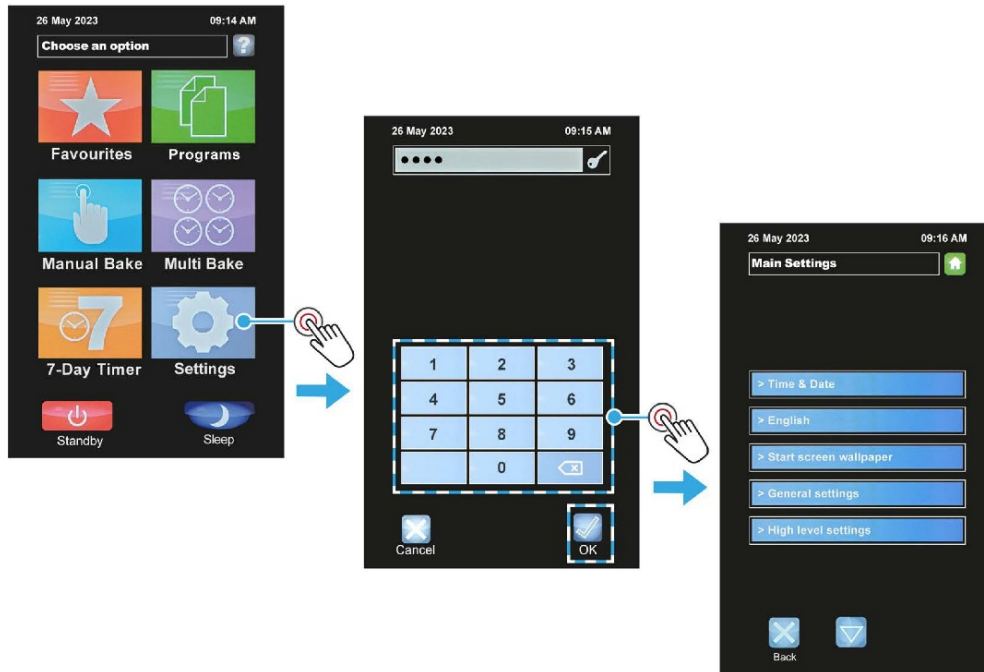 26 May 2023 09:14 AM
Choose an option
?
Favourites Programs
Manual Bake Multi Bake
7
7-Day Timer Settings
Standby Sleep
26 May 2023 09:15 AM
••••
1 2 3
4 5 6
7 8 9
0
Cancel OK
26 May 2023 09:16 AM
Main Settings
> Time & Date
> English
> Start screen wallpaper
> General settings
> High level settings
Back